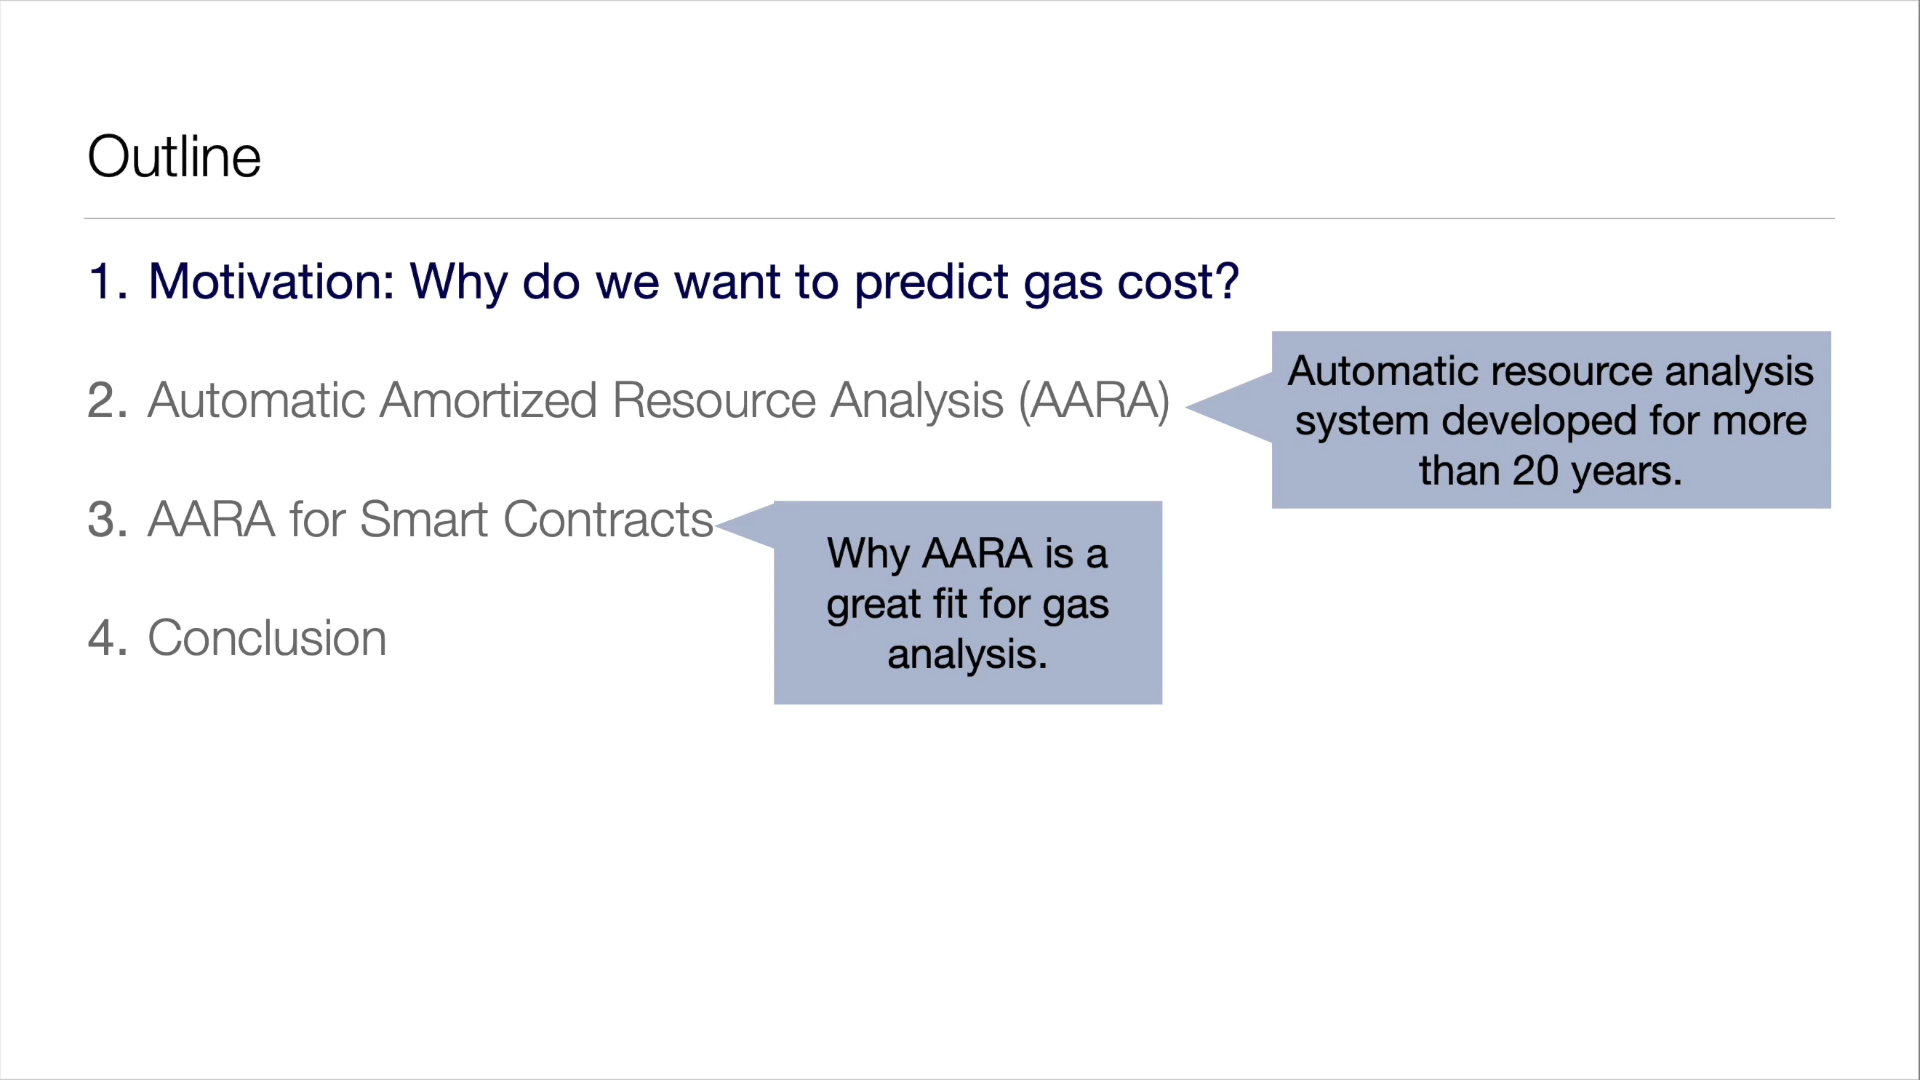 Outline
1. Motivation: Why do we want to predict gas cost?
2. Automatic Amortized Resource Analysis (AARA)
Automatic resource analysis
system developed for more
than 20 years.
3. AARA for Smart Contracts
Why AARA is a
great fit for gas
analysis.
4. Conclusion